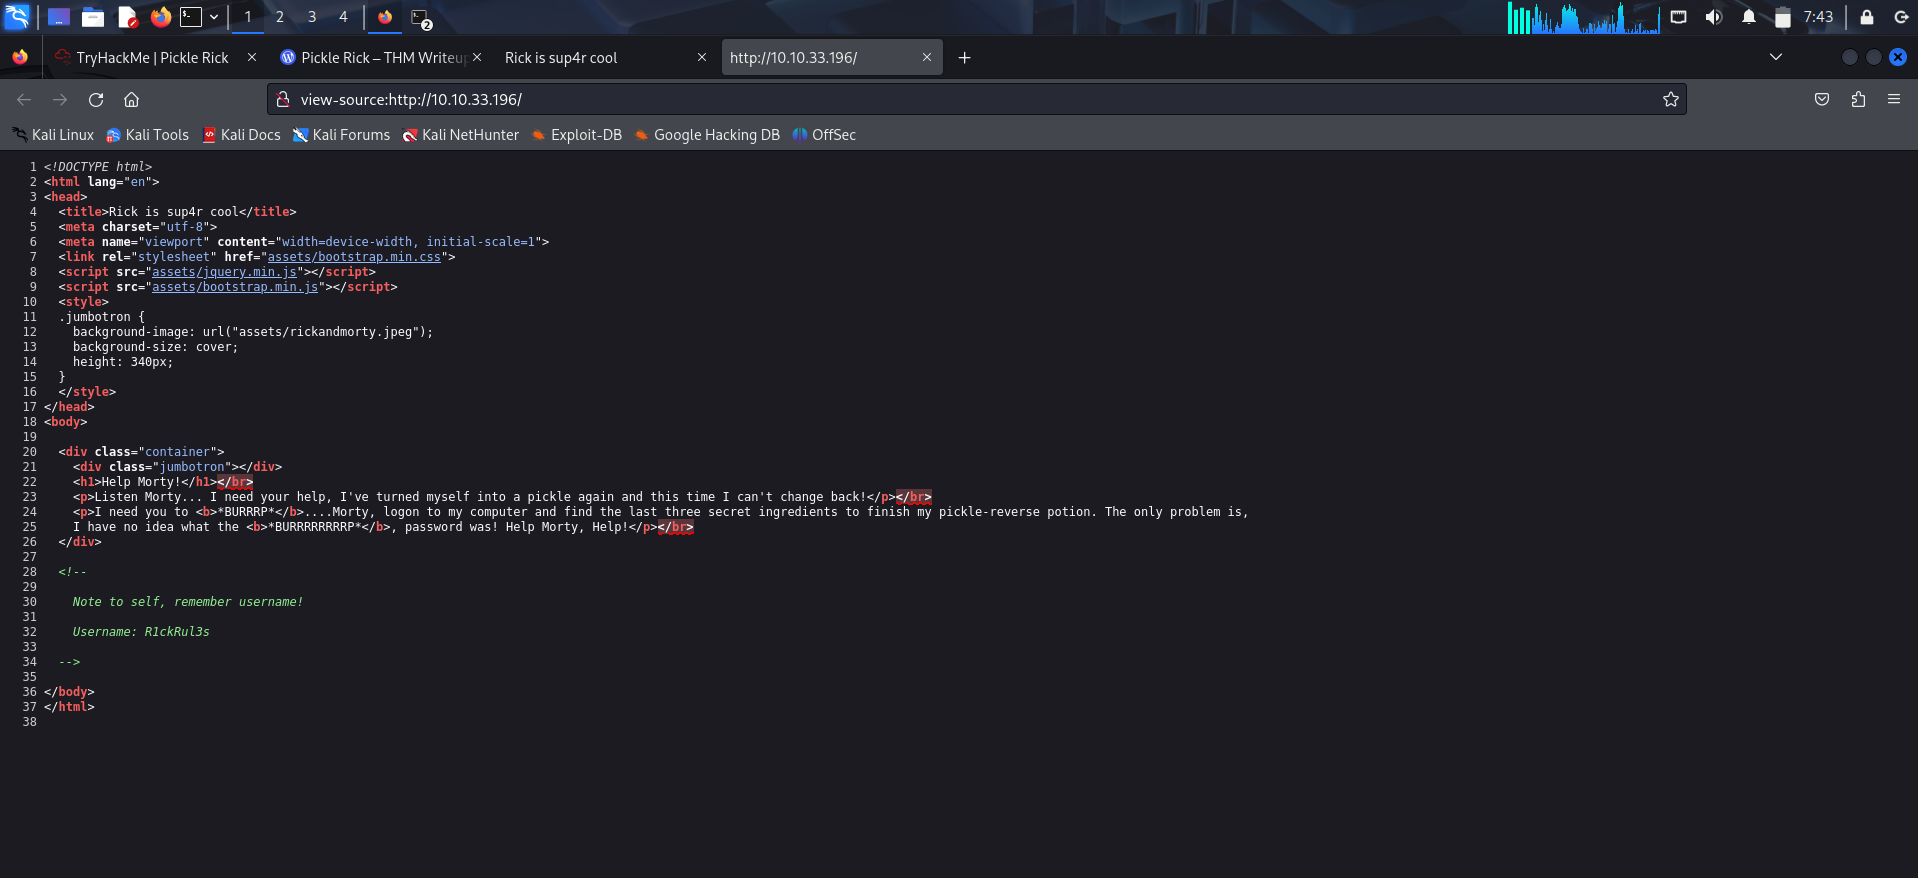 1 2 3 4 2 7:43
TryHackMe | Pickle Rick Pickle Rick – THM Writeup Rick is sup4r cool http://10.10.33.196/
view-source:http://10.10.33.196/
Kali Linux Kali Tools Kali Docs Kali Forums Kali NetHunter Exploit-DB Google Hacking DB OffSec
1 <!DOCTYPE html>
2 <html lang="en">
3 <head>
4   <title>Rick is sup4r cool</title>
5   <meta charset="utf-8">
6   <meta name="viewport" content="width=device-width, initial-scale=1">
7   <link rel="stylesheet" href="assets/bootstrap.min.css">
8   <script src="assets/jquery.min.js"></script>
9   <script src="assets/bootstrap.min.js"></script>
10   <style>
11   .jumbotron {
12     background-image: url("assets/rickandmorty.jpeg");
13     background-size: cover;
14     height: 340px;
15   }
16   </style>
17 </head>
18 <body>
19
20   <div class="container">
21     <div class="jumbotron"></div>
22     <h1>Help Morty!</h1></br>
23     <p>Listen Morty... I need your help, I've turned myself into a pickle again and this time I can't change back!</p></br>
24     <p>I need you to <b>*BURRRP*</b>....Morty, logon to my computer and find the last three secret ingredients to finish my pickle-reverse potion. The only problem is,
25     I have no idea what the <b>*BURRRRRRRRP*</b>, password was! Help Morty, Help!</p></br>
26   </div>
27
28   <!--
29
30     Note to self, remember username!
31
32     Username: R1ckRul3s
33
34   -->
35
36 </body>
37 </html>
38